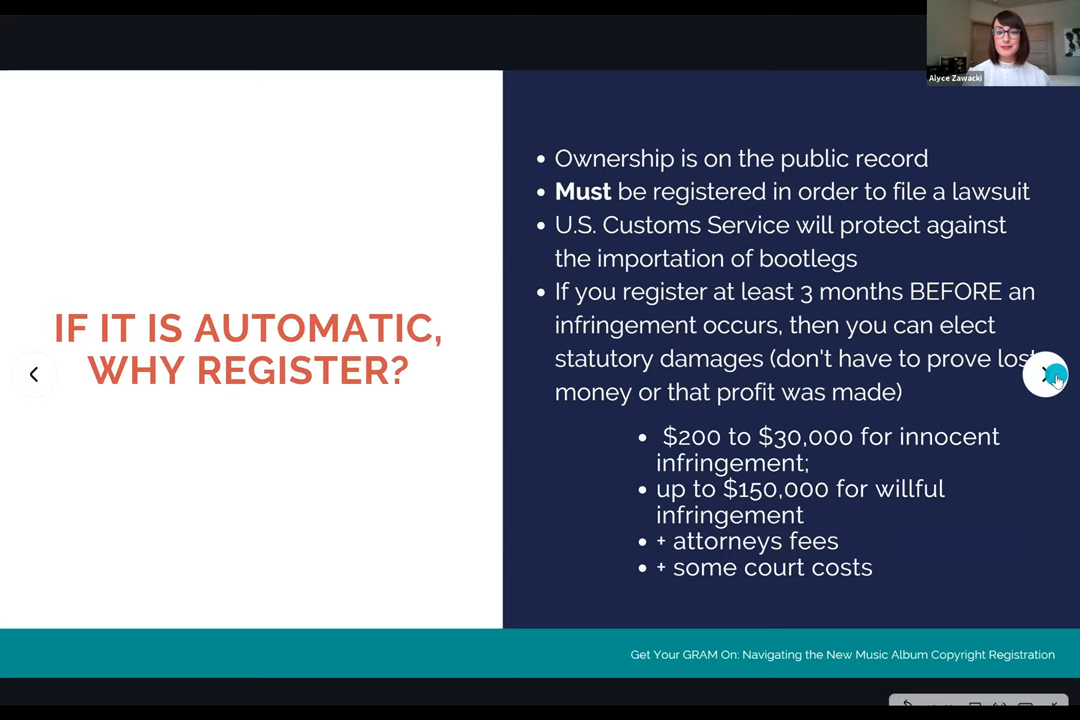 Alyce Zawacki
IF IT IS AUTOMATIC,
WHY REGISTER?
• Ownership is on the public record
• Must be registered in order to file a lawsuit
• U.S. Customs Service will protect against
the importation of bootlegs
• If you register at least 3 months BEFORE an
infringement occurs, then you can elect
statutory damages (don't have to prove lost
money or that profit was made)
• $200 to $30,000 for innocent
infringement;
• up to $150,000 for willful
infringement
• + attorneys fees
• + some court costs
Get Your GRAM On: Navigating the New Music Album Copyright Registration